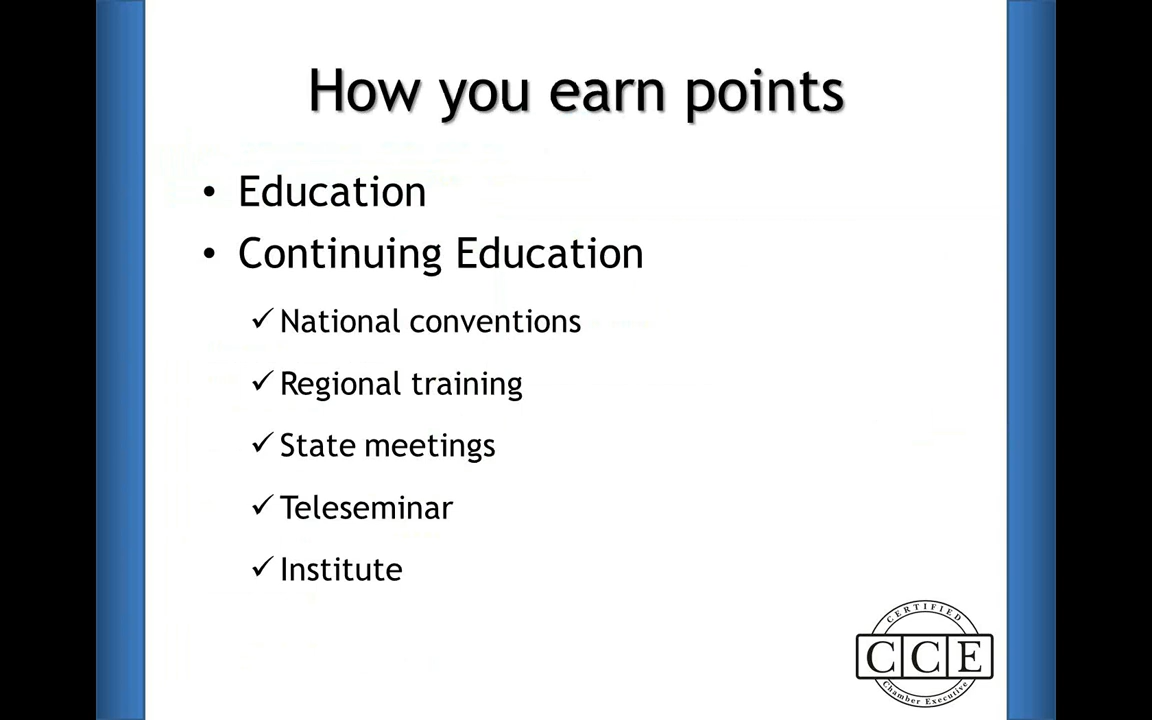 How you earn points
• Education
• Continuing Education
✓ National conventions
✓ Regional training
✓ State meetings
✓ Teleseminar
✓ Institute
CERTIFIED
CCE
Chamber Executive